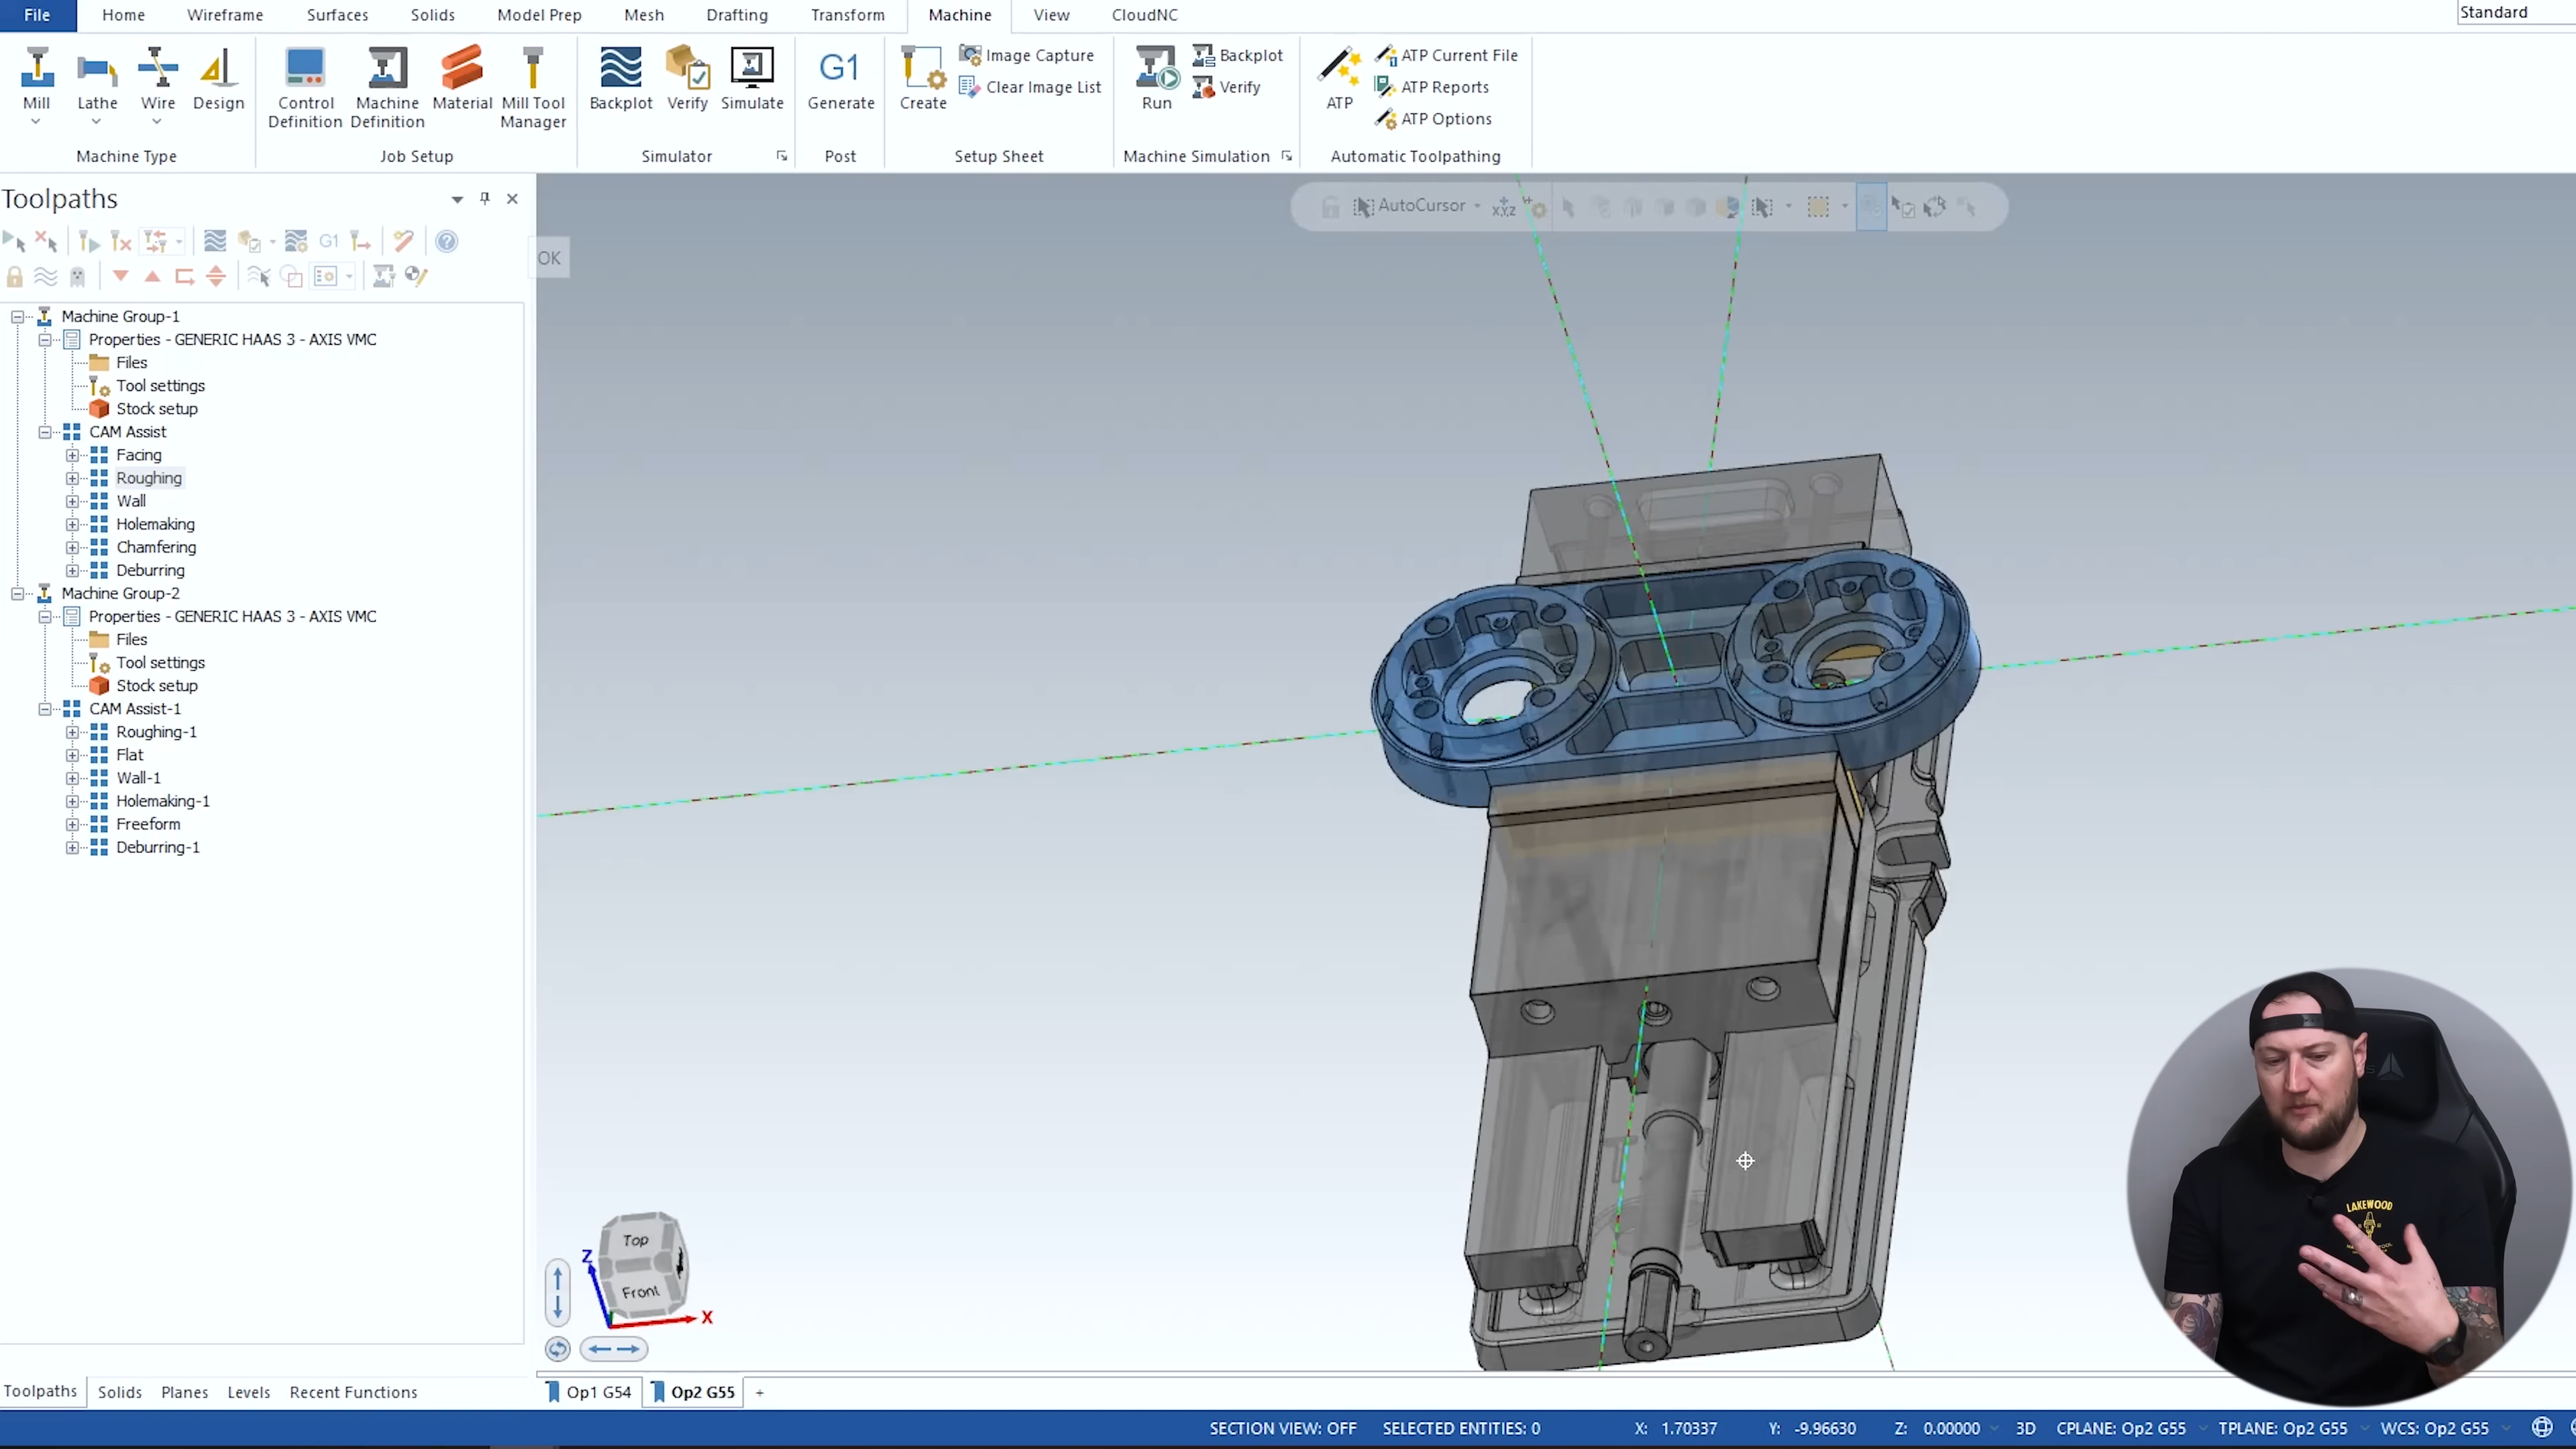 File Home Wireframe Surfaces Solids Model Prep Mesh Drafting Transform Machine View CloudNC Standard
Mill Lathe Wire Design
Machine Type
Control Definition Machine Definition Material Mill Tool Manager
Job Setup
Backplot Verify Simulate
Simulator
G1 Generate
Post
Create Image Capture
Clear Image List
Setup Sheet
Run Backplot
Verify
Machine Simulation
ATP ATP Current File
ATP Reports
ATP Options
Automatic Toolpathing
Toolpaths
G1
AutoCursor
OK
Machine Group-1
Properties - GENERIC HAAS 3 - AXIS VMC
Files
Tool settings
Stock setup
CAM Assist
Facing
Roughing
Wall
Holemaking
Chamfering
Deburring
Machine Group-2
Properties - GENERIC HAAS 3 - AXIS VMC
Files
Tool settings
Stock setup
CAM Assist-1
Roughing-1
Flat
Wall-1
Holemaking-1
Freeform
Deburring-1
Top
Front
Z
X
LAKEWOOD
Toolpaths Solids Planes Levels Recent Functions
Op1 G54 Op2 G55 +
SECTION VIEW: OFF SELECTED ENTITIES: 0 X: 1.70337 Y: -9.96630 Z: 0.00000 3D CPLANE: Op2 G55 TPLANE: Op2 G55 WCS: Op2 G55